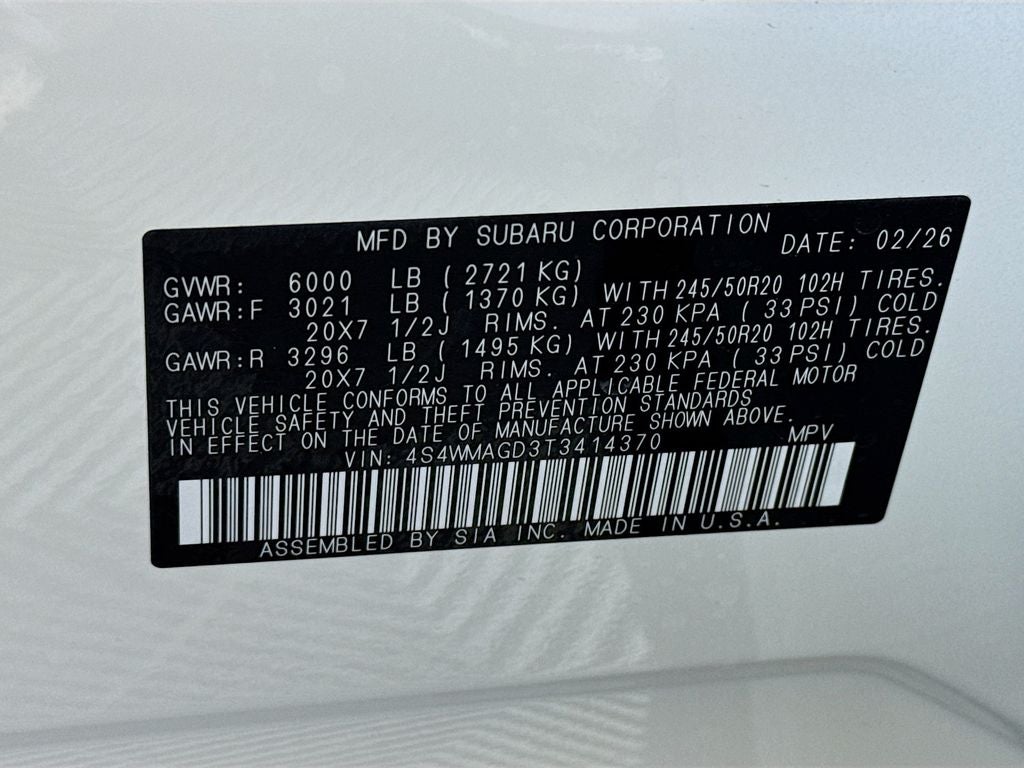 MFD BY SUBARU CORPORATION DATE: 02/26
GVWR: 6000 LB ( 2721 KG)
GAWR:F 3021 LB ( 1370 KG) WITH 245/50R20 102H TIRES.
20X7 1/2J RIMS. AT 230 KPA ( 33 PSI) COLD
GAWR:R 3296 LB ( 1495 KG) WITH 245/50R20 102H TIRES.
20X7 1/2J RIMS. AT 230 KPA ( 33 PSI) COLD
THIS VEHICLE CONFORMS TO ALL APPLICABLE FEDERAL MOTOR
VEHICLE SAFETY AND THEFT PREVENTION STANDARDS
IN EFFECT ON THE DATE OF MANUFACTURE SHOWN ABOVE.
VIN: 4S4WMAGD3T3414370 MPV
ASSEMBLED BY SIA INC. MADE IN U.S.A.